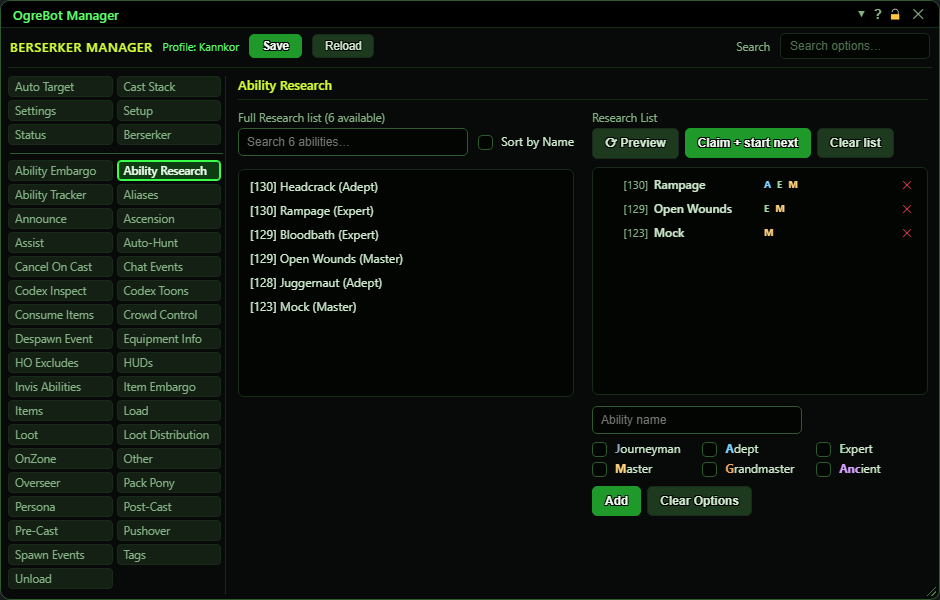 OgreBot Manager
?
BERSERKER MANAGER Profile: Kannkor Save Reload Search Search options...
Auto Target Cast Stack
Settings Setup
Status Berserker
Ability Embargo Ability Research
Ability Tracker Aliases
Announce Ascension
Assist Auto-Hunt
Cancel On Cast Chat Events
Codex Inspect Codex Toons
Consume Items Crowd Control
Despawn Event Equipment Info
HO Excludes HUDs
Invis Abilities Item Embargo
Items Load
Loot Loot Distribution
OnZone Other
Overseer Pack Pony
Persona Post-Cast
Pre-Cast Pushover
Spawn Events Tags
Unload
Ability Research
Full Research list (6 available)
Search 6 abilities... Sort by Name
[130] Headcrack (Adept)
[130] Rampage (Expert)
[129] Bloodbath (Expert)
[129] Open Wounds (Master)
[128] Juggernaut (Adept)
[123] Mock (Master)
Research List
⟳ Preview Claim + start next Clear list
[130] Rampage A E M
[129] Open Wounds E M
[123] Mock M
Ability name
Journeyman Adept Expert
Master Grandmaster Ancient
Add Clear Options